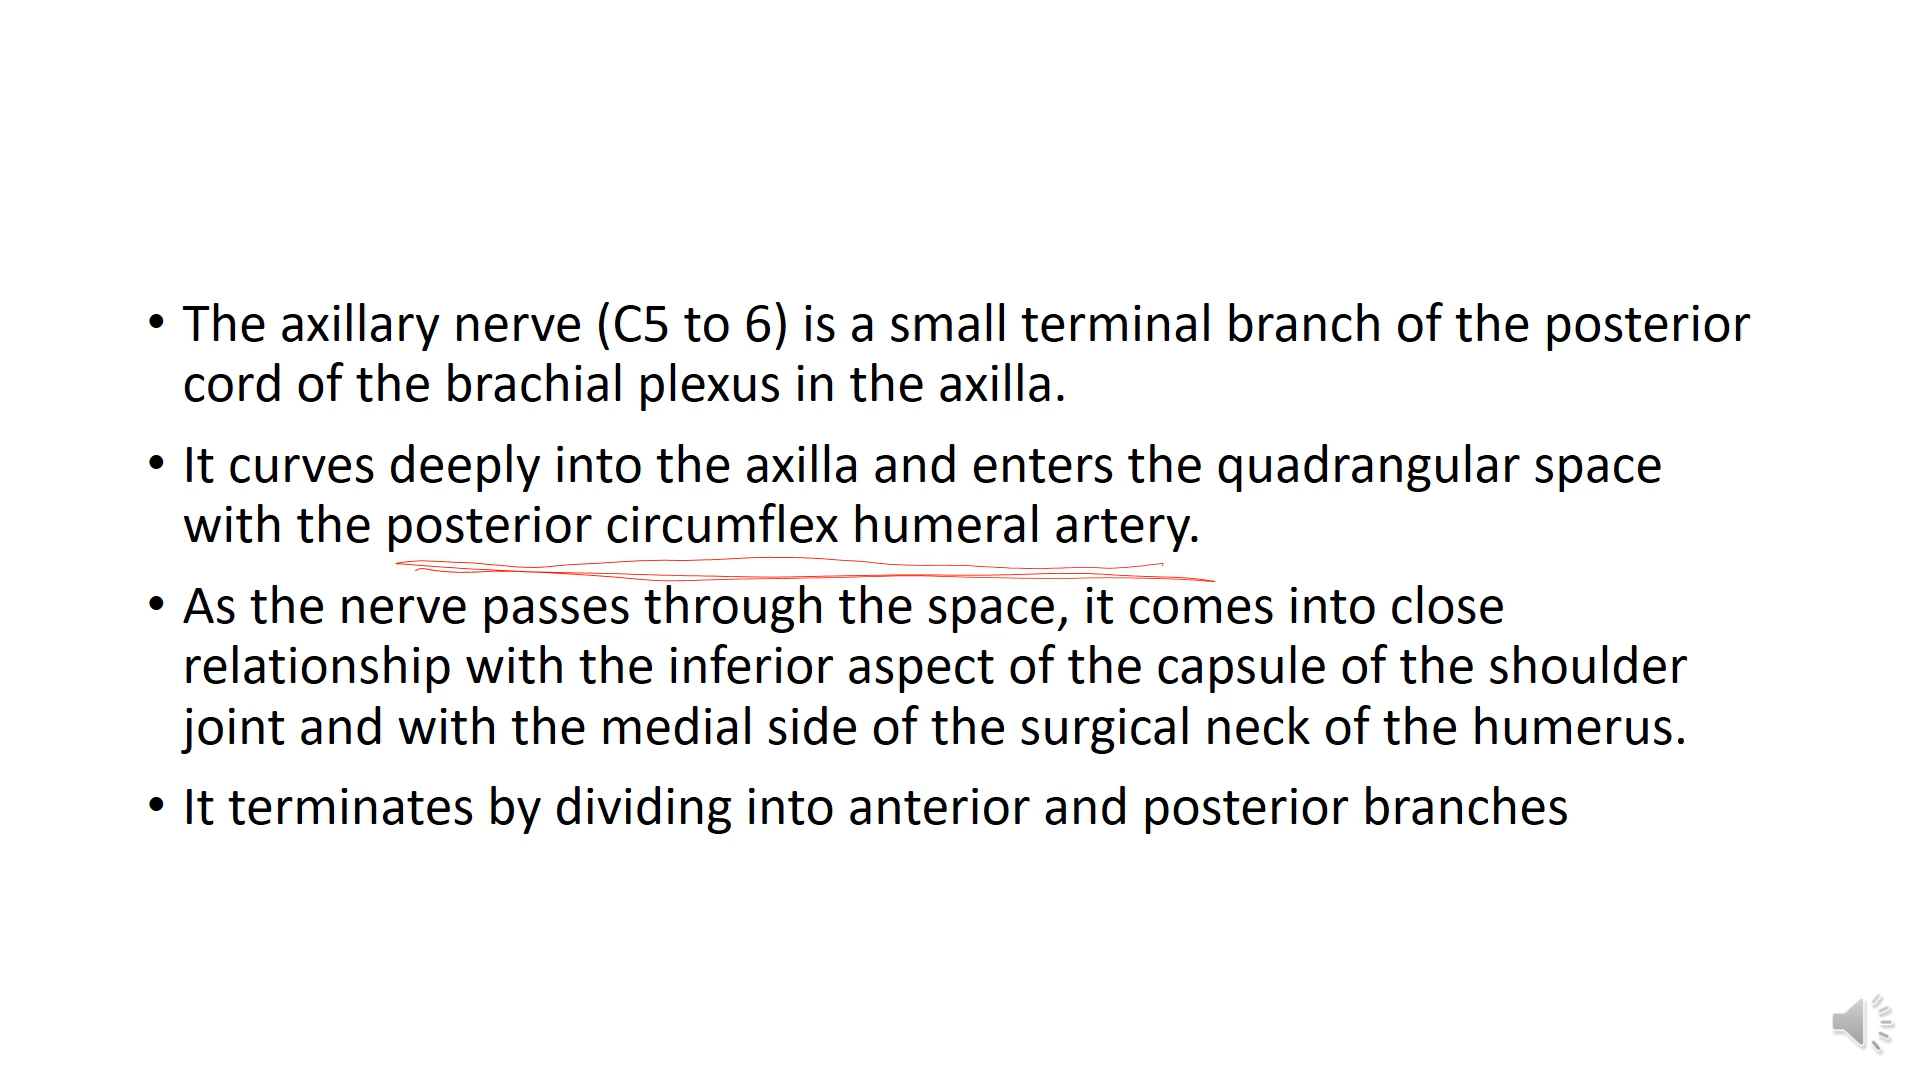 • The axillary nerve (C5 to 6) is a small terminal branch of the posterior
cord of the brachial plexus in the axilla.
• It curves deeply into the axilla and enters the quadrangular space
with the posterior circumflex humeral artery.
• As the nerve passes through the space, it comes into close
relationship with the inferior aspect of the capsule of the shoulder
joint and with the medial side of the surgical neck of the humerus.
• It terminates by dividing into anterior and posterior branches